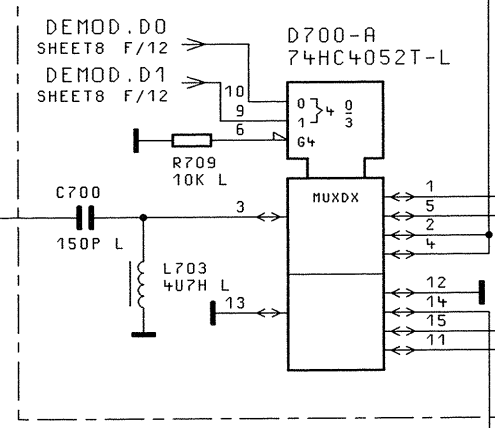 DEMOD.D0
SHEET8 F/12
DEMOD.D1
SHEET8 F/12
D700-A
74HC4052T-L
10
9
6
0
1
4
0
3
G4
R709
10K L
C700
150P L
3
MUXDX
1
5
2
4
L703
4U7H L
13
12
14
15
11